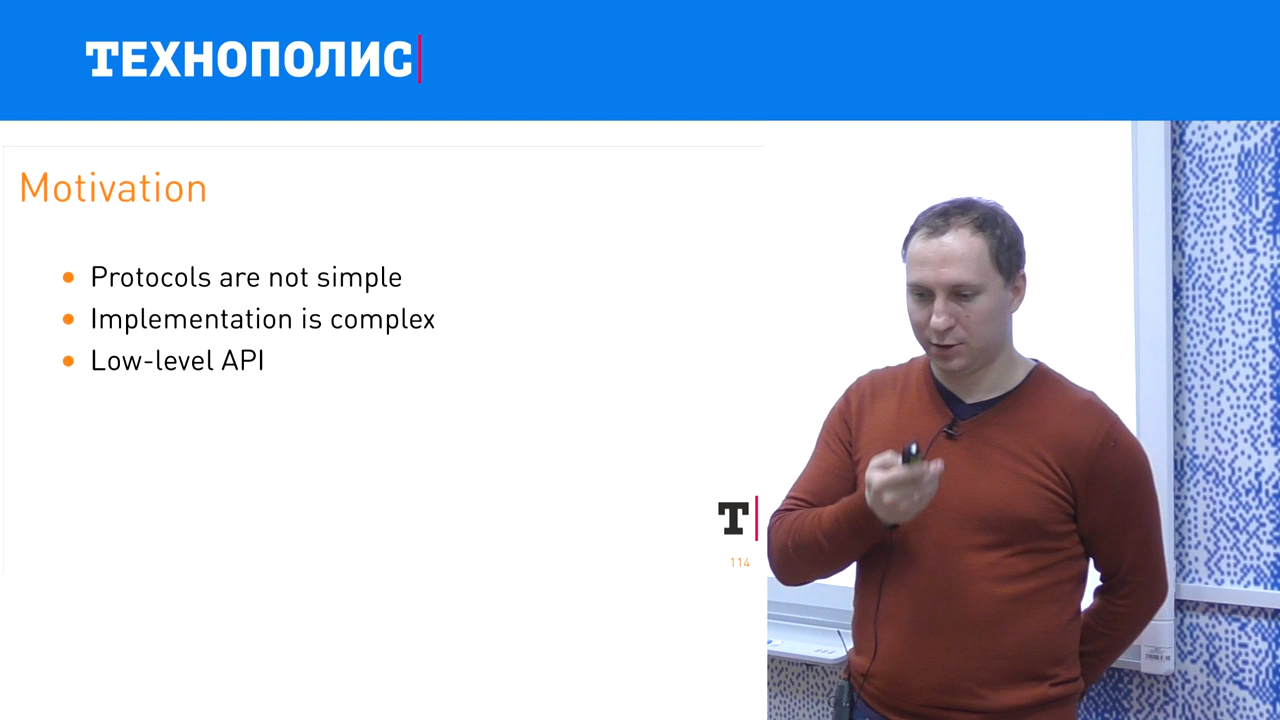 ТЕХНОПОЛИС
Motivation
Protocols are not simple
Implementation is complex
Low-level API
T
114